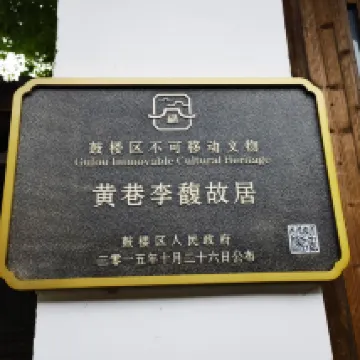 鼓楼区不可移动文物
Gulou Immovable Cultural Heritage
黄巷李馥故居
鼓楼区人民政府
二零一五年十月二十六日公布